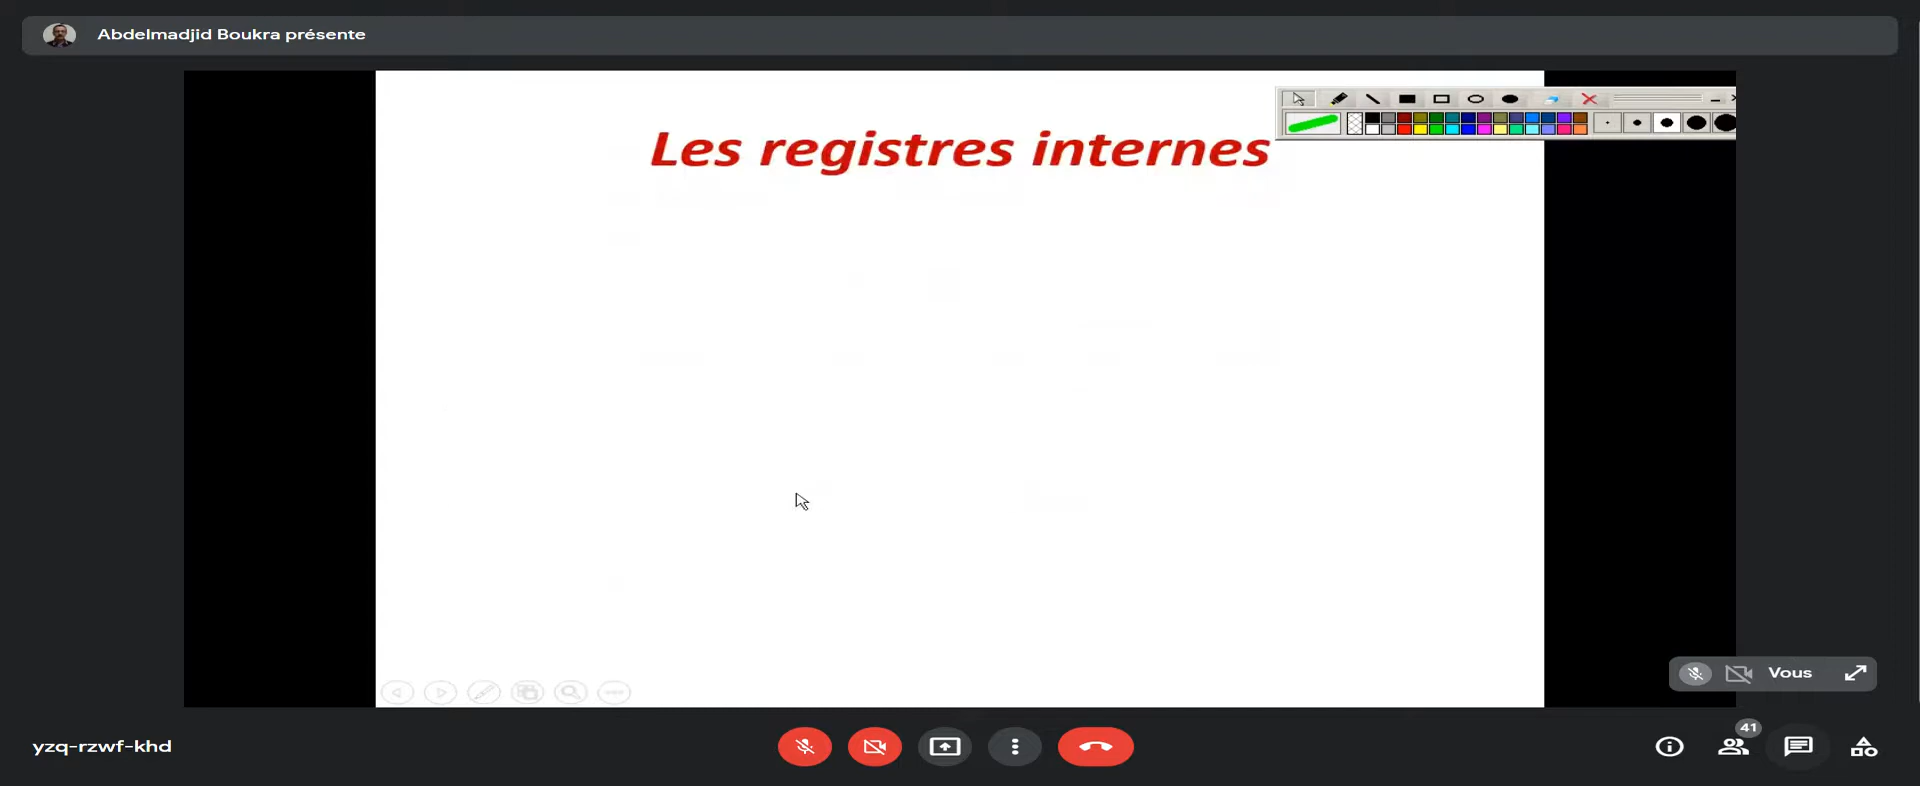 Abdelmadjid Boukra présente
Les registres internes
Vous
yzq-rzwf-khd
41